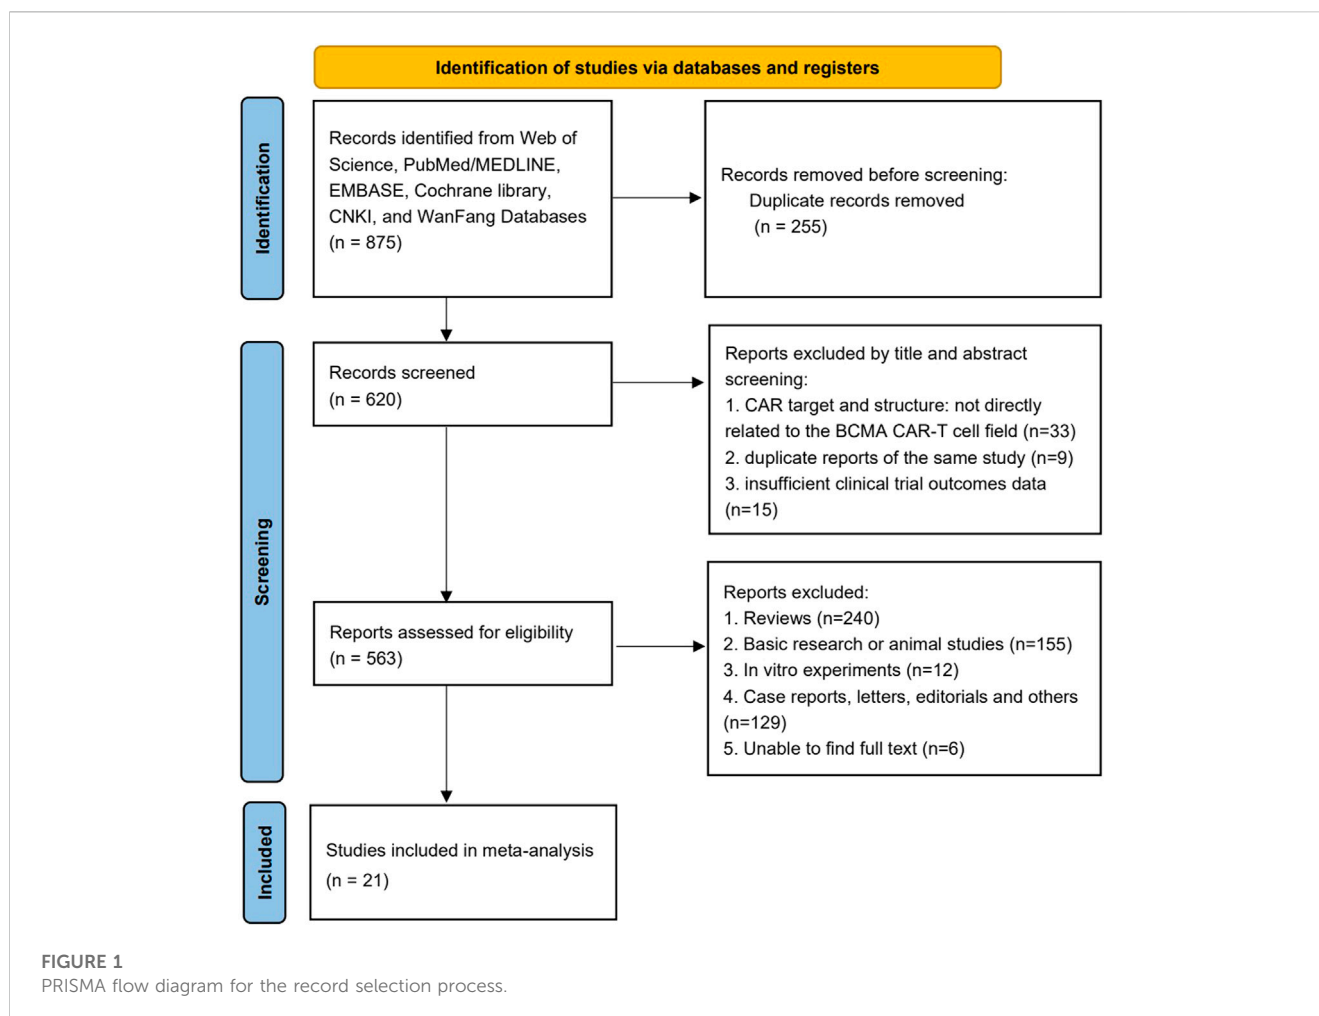 Identification of studies via databases and registers
Identification
Records identified from Web of
Science, PubMed/MEDLINE,
EMBASE, Cochrane library,
CNKI, and WanFang Databases
(n = 875)
Records removed before screening:
Duplicate records removed
(n = 255)
Screening
Records screened
(n = 620)
Reports excluded by title and abstract
screening:
1. CAR target and structure: not directly
related to the BCMA CAR-T cell field (n=33)
2. duplicate reports of the same study (n=9)
3. insufficient clinical trial outcomes data
(n=15)
Reports assessed for eligibility
(n = 563)
Reports excluded:
1. Reviews (n=240)
2. Basic research or animal studies (n=155)
3. In vitro experiments (n=12)
4. Case reports, letters, editorials and others
(n=129)
5. Unable to find full text (n=6)
Included
Studies included in meta-analysis
(n = 21)
FIGURE 1
PRISMA flow diagram for the record selection process.